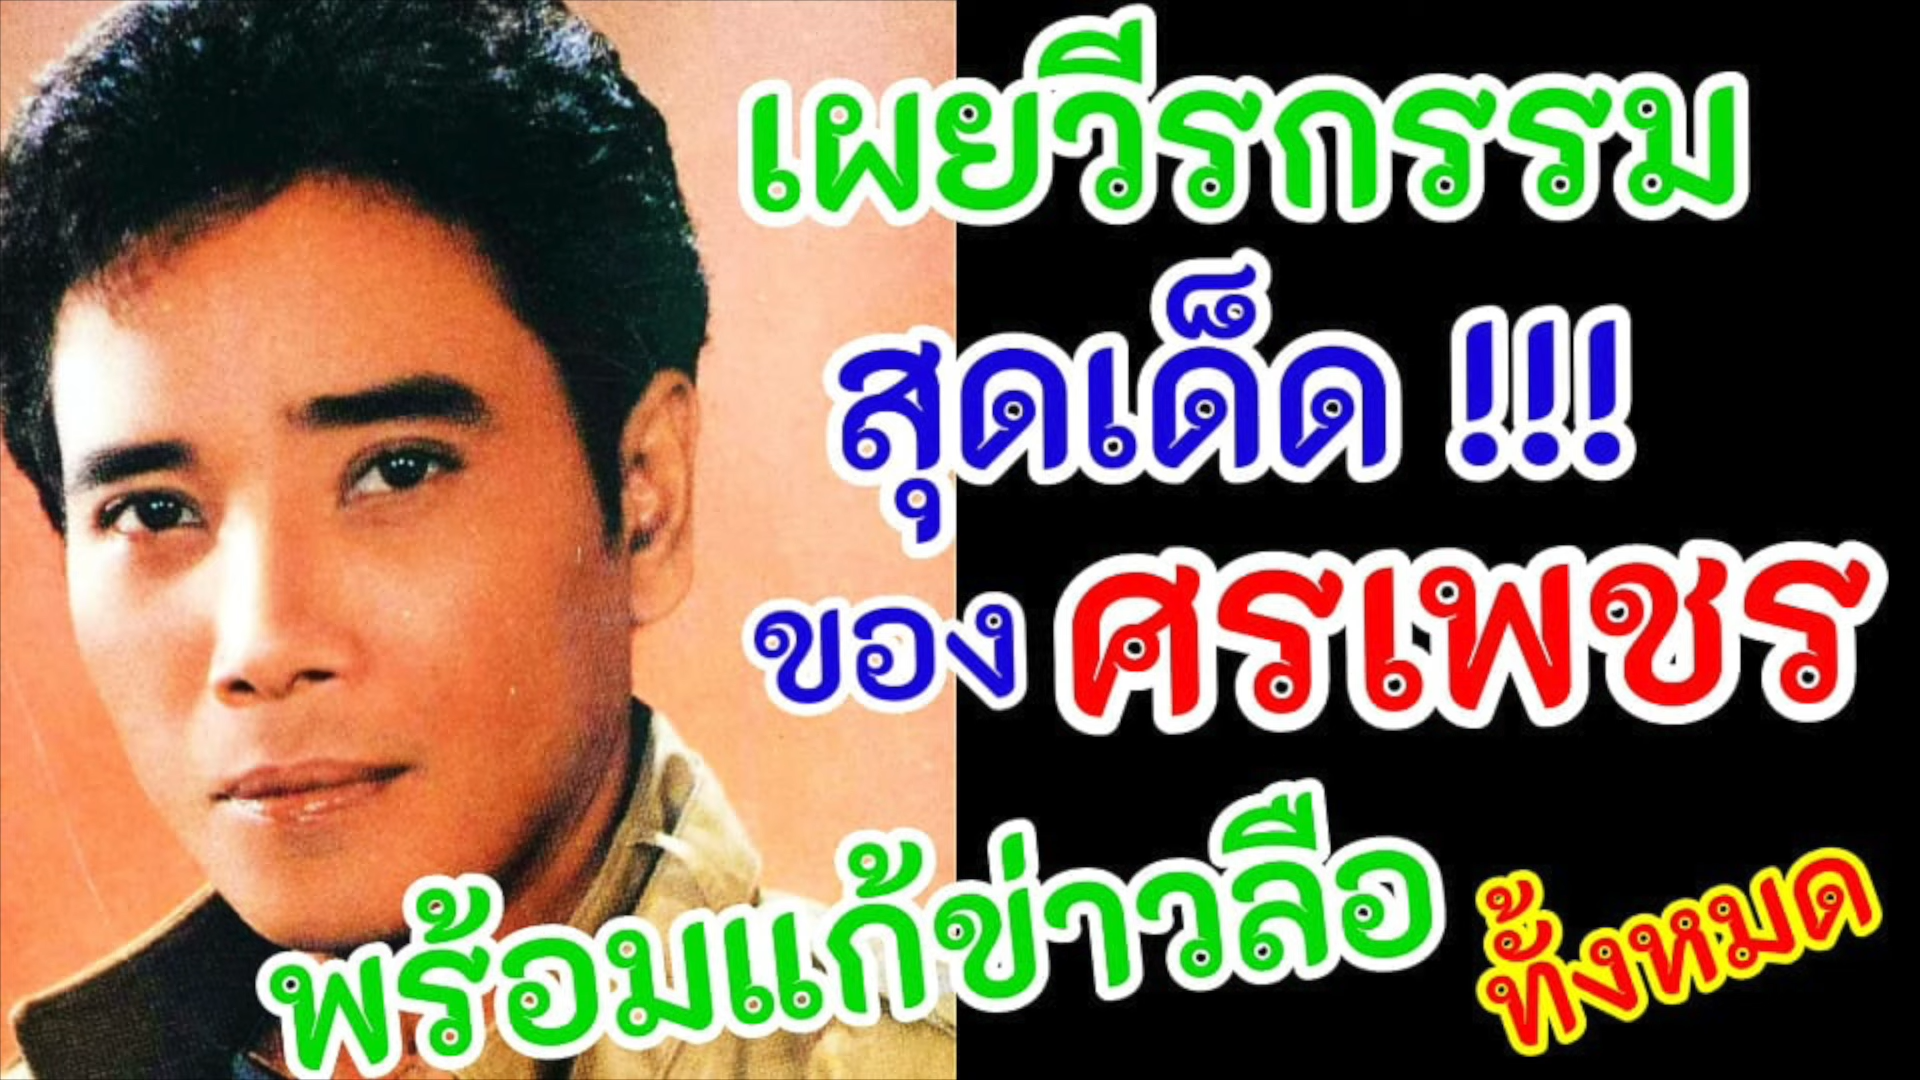 เผยวีรกรรม
สุดเด็ด !!!
ของ ศรเพชร
พร้อมแก้ข่าวลือ ทั้งหมด